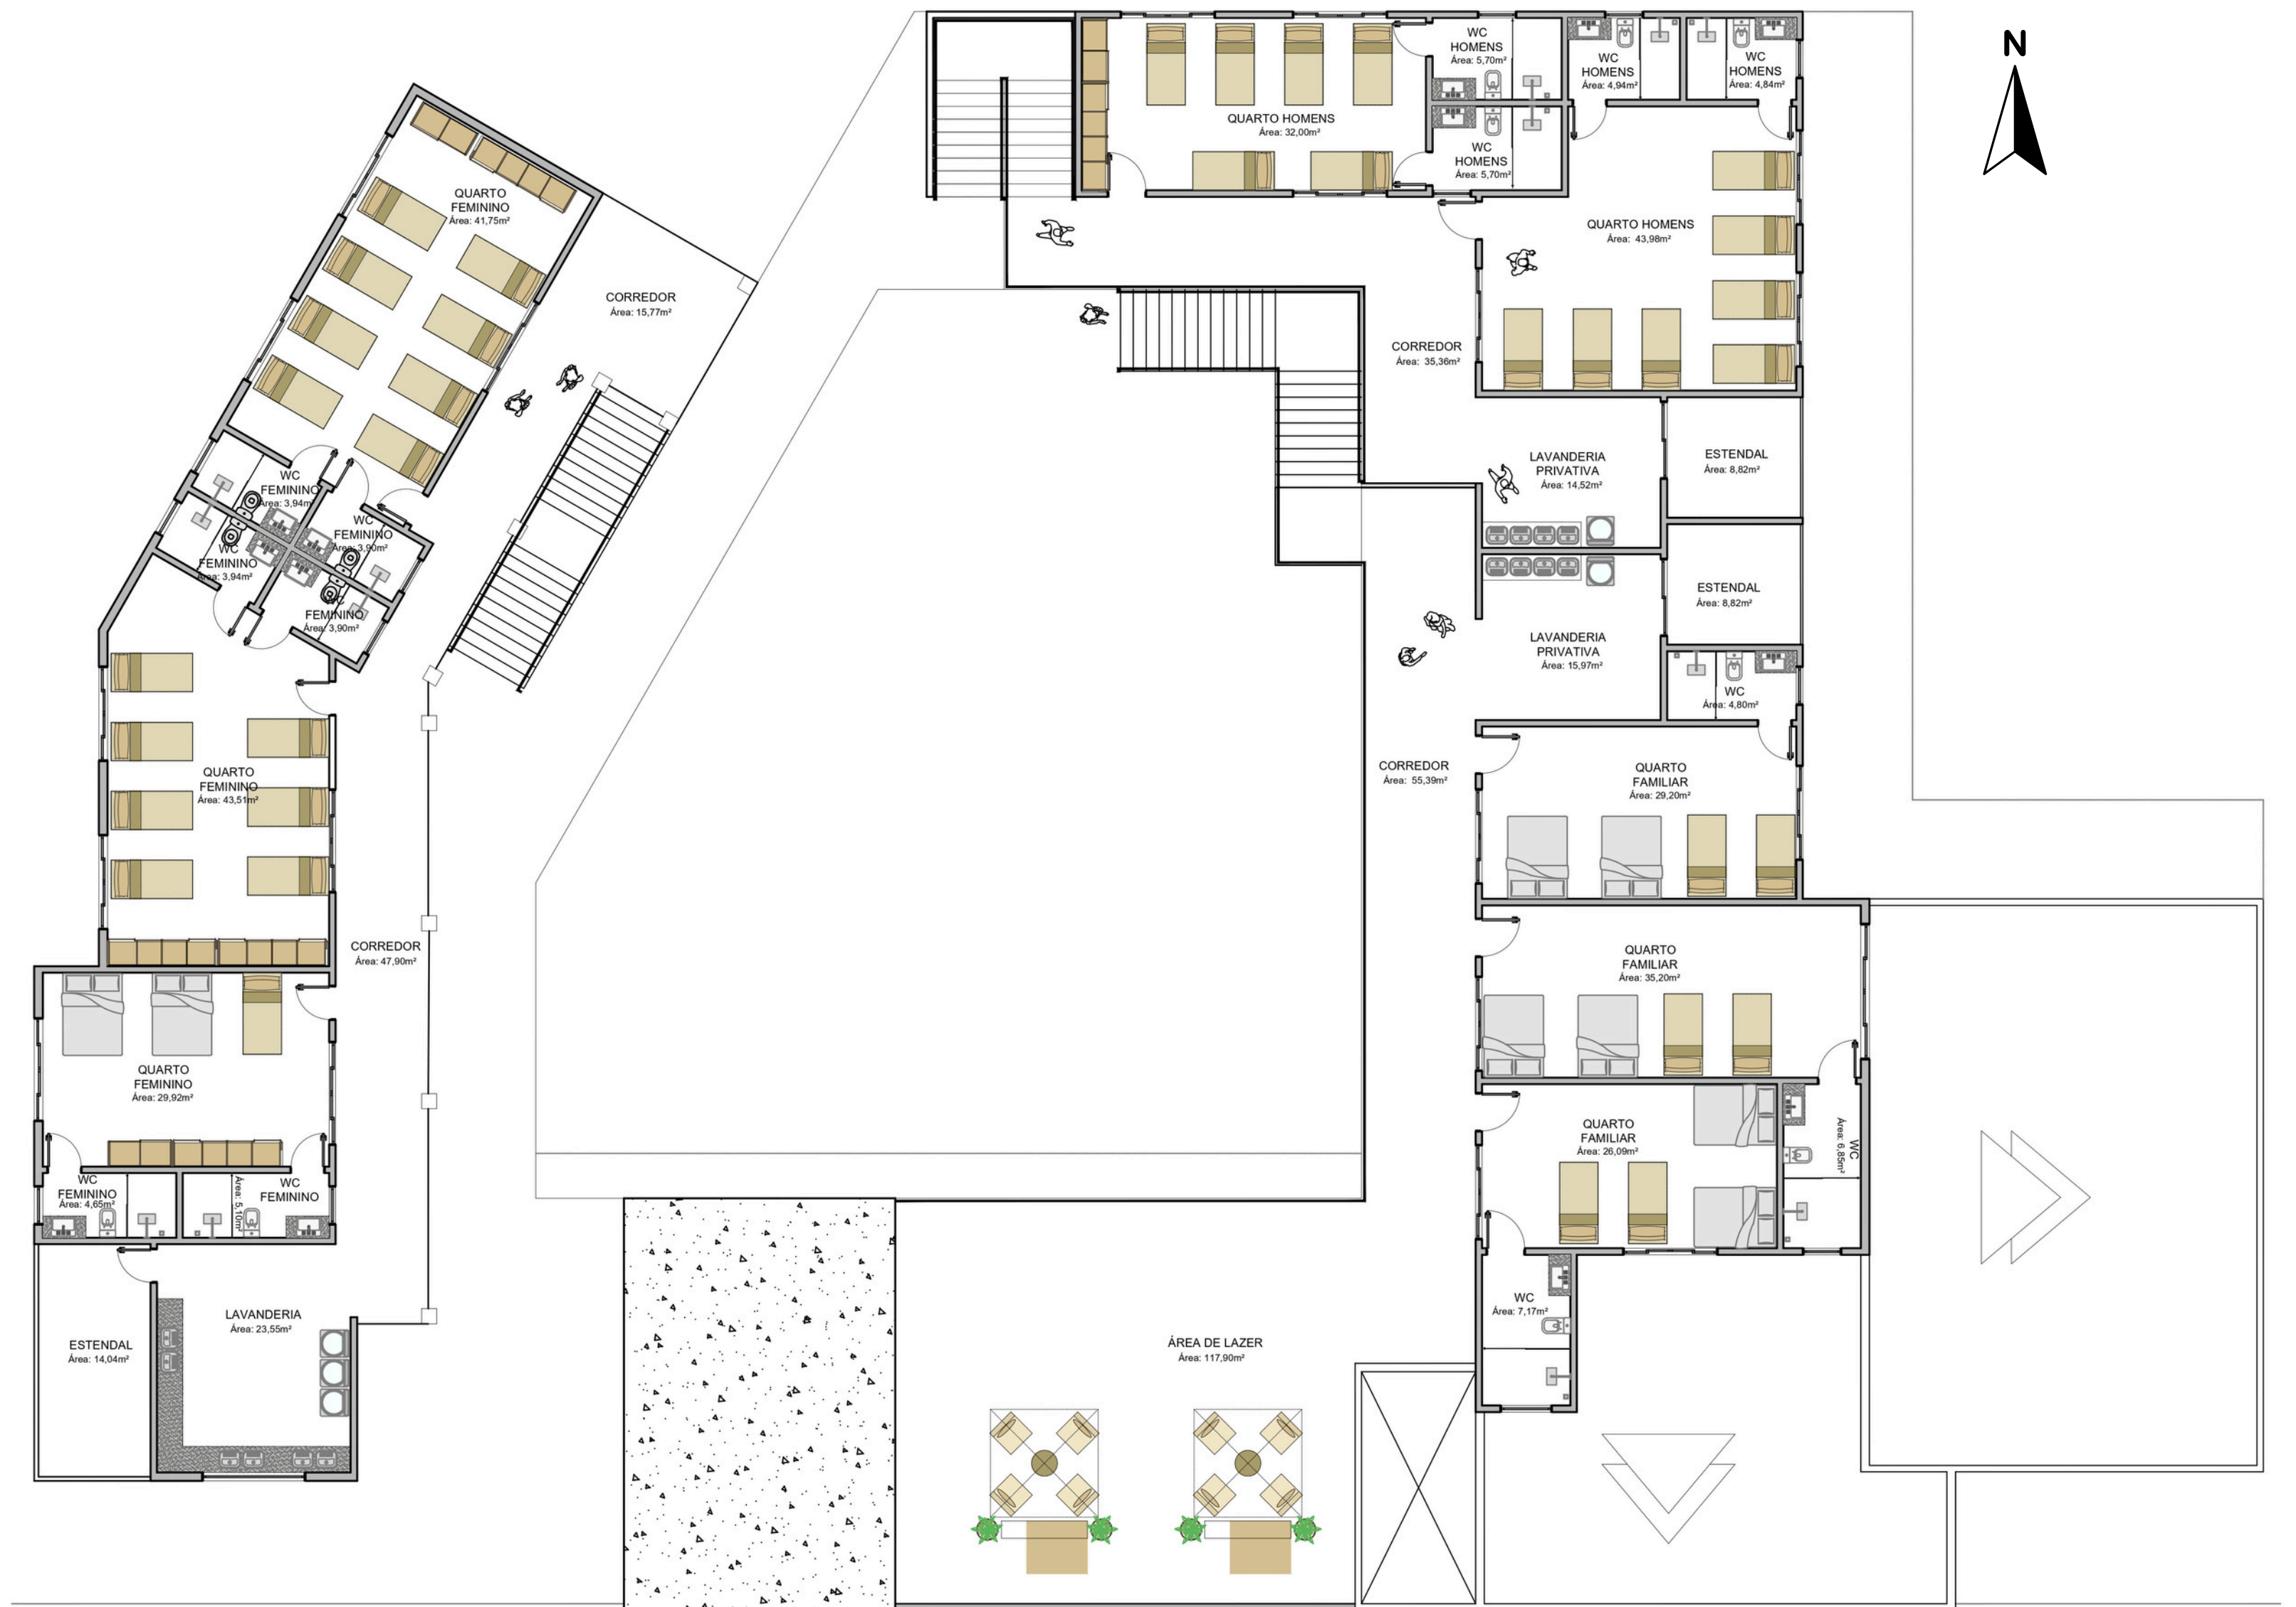 N
WC
HOMENS
Área: 5,70m²
WC
HOMENS
Área: 4,94m²
WC
HOMENS
Área: 4,84m²
QUARTO HOMENS
Área: 32,00m²
WC
HOMENS
Área: 5,70m²
QUARTO
FEMININO
Área: 41,75m²
QUARTO HOMENS
Área: 43,98m²
CORREDOR
Área: 15,77m²
CORREDOR
Área: 35,36m²
LAVANDERIA
PRIVATIVA
Área: 14,52m²
ESTENDAL
Área: 8,82m²
WC
FEMININO
Área: 3,94m²
WC
FEMININO
Área: 3,90m²
WC
FEMININO
Área: 3,94m²
WC
FEMININO
Área: 3,90m²
ESTENDAL
Área: 8,82m²
LAVANDERIA
PRIVATIVA
Área: 15,97m²
WC
Área: 4,80m²
QUARTO
FEMININO
Área: 43,51m²
CORREDOR
Área: 55,39m²
QUARTO
FAMILIAR
Área: 29,20m²
CORREDOR
Área: 47,90m²
QUARTO
FAMILIAR
Área: 35,20m²
QUARTO
FEMININO
Área: 29,92m²
QUARTO
FAMILIAR
Área: 26,09m²
WC
Área: 6,85m²
WC
FEMININO
Área: 4,65m²
WC
FEMININO
Área: 5,10m²
WC
Área: 7,17m²
LAVANDERIA
Área: 23,55m²
ESTENDAL
Área: 14,04m²
ÁREA DE LAZER
Área: 117,90m²